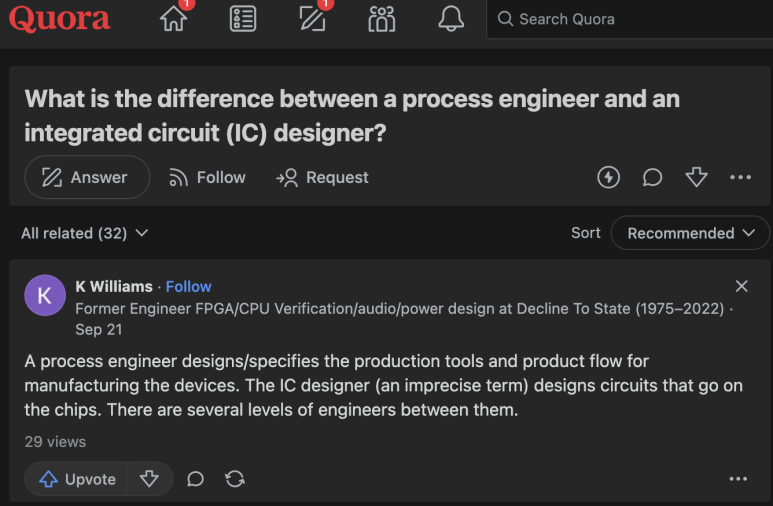 Quora
1
1
Search Quora
What is the difference between a process engineer and an
integrated circuit (IC) designer?
Answer
Follow
Request
All related (32)
Sort
Recommended
K
K Williams · Follow
Former Engineer FPGA/CPU Verification/audio/power design at Decline To State (1975–2022) ·
Sep 21
A process engineer designs/specifies the production tools and product flow for
manufacturing the devices. The IC designer (an imprecise term) designs circuits that go on
the chips. There are several levels of engineers between them.
29 views
Upvote